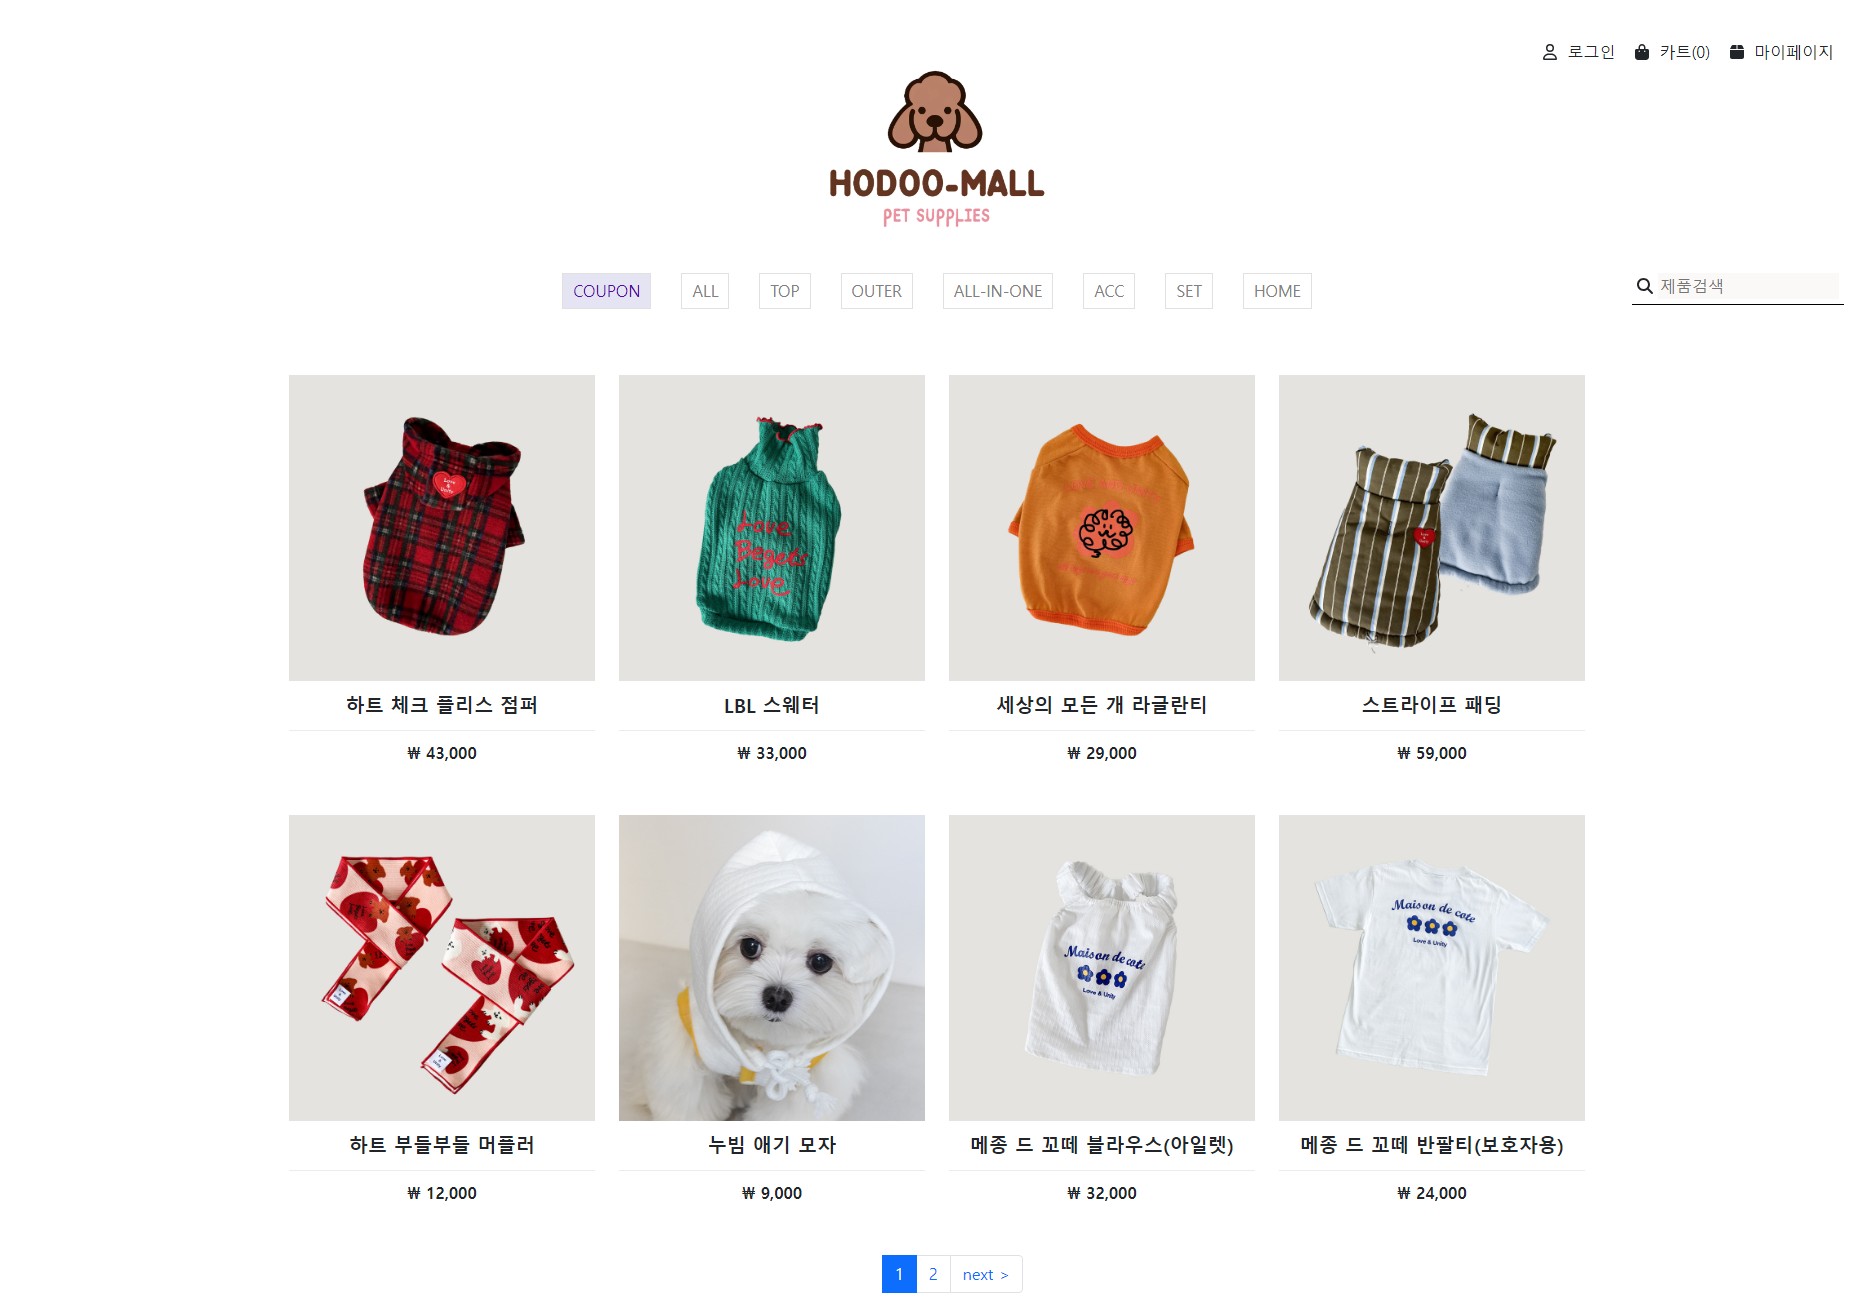 로그인 카트(0) 마이페이지
HODOO-MALL
PET SUPPLIES
COUPON ALL TOP OUTER ALL-IN-ONE ACC SET HOME
제품검색
Love
&
Unity
Love
Begets
Love
하트 체크 플리스 점퍼
LBL 스웨터
세상의 모든 개 라글란티
스트라이프 패딩
₩ 43,000
₩ 33,000
₩ 29,000
₩ 59,000
Maison de cote
Love & Unity
Maison de cote
Love & Unity
하트 부들부들 머플러
누빔 애기 모자
메종 드 꼬떼 블라우스(아일렛)
메종 드 꼬떼 반팔티(보호자용)
₩ 12,000
₩ 9,000
₩ 32,000
₩ 24,000
1 2 next >